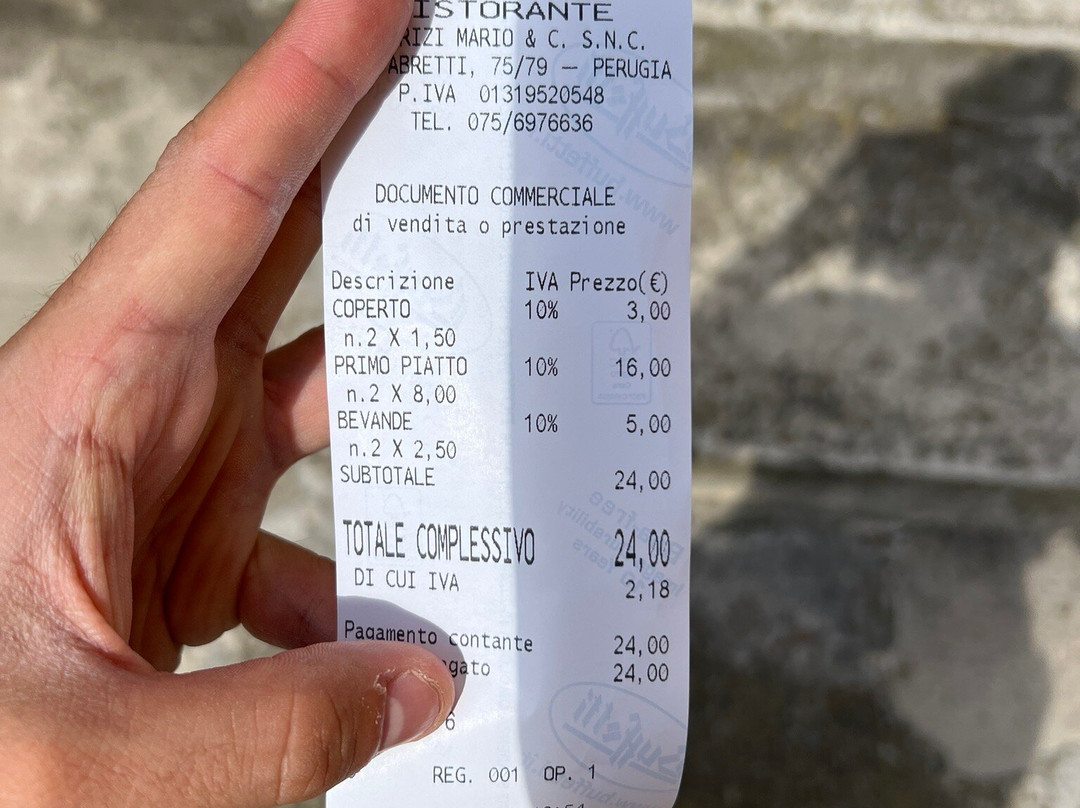 ISTORANTE
RIZI MARIO & C. S.N.C.
ABRETTI, 75/79 – PERUGIA
P.IVA 01319520548
TEL. 075/6976636
DOCUMENTO COMMERCIALE
di vendita o prestazione
Descrizione IVA Prezzo(€)
COPERTO 10% 3,00
n.2 X 1,50
PRIMO PIATTO 10% 16,00
n.2 X 8,00
BEVANDE 10% 5,00
n.2 X 2,50
SUBTOTALE 24,00
TOTALE COMPLESSIVO 24,00
DI CUI IVA 2,18
Pagamento contante 24,00
gato 24,00
6
REG. 001 OP. 1